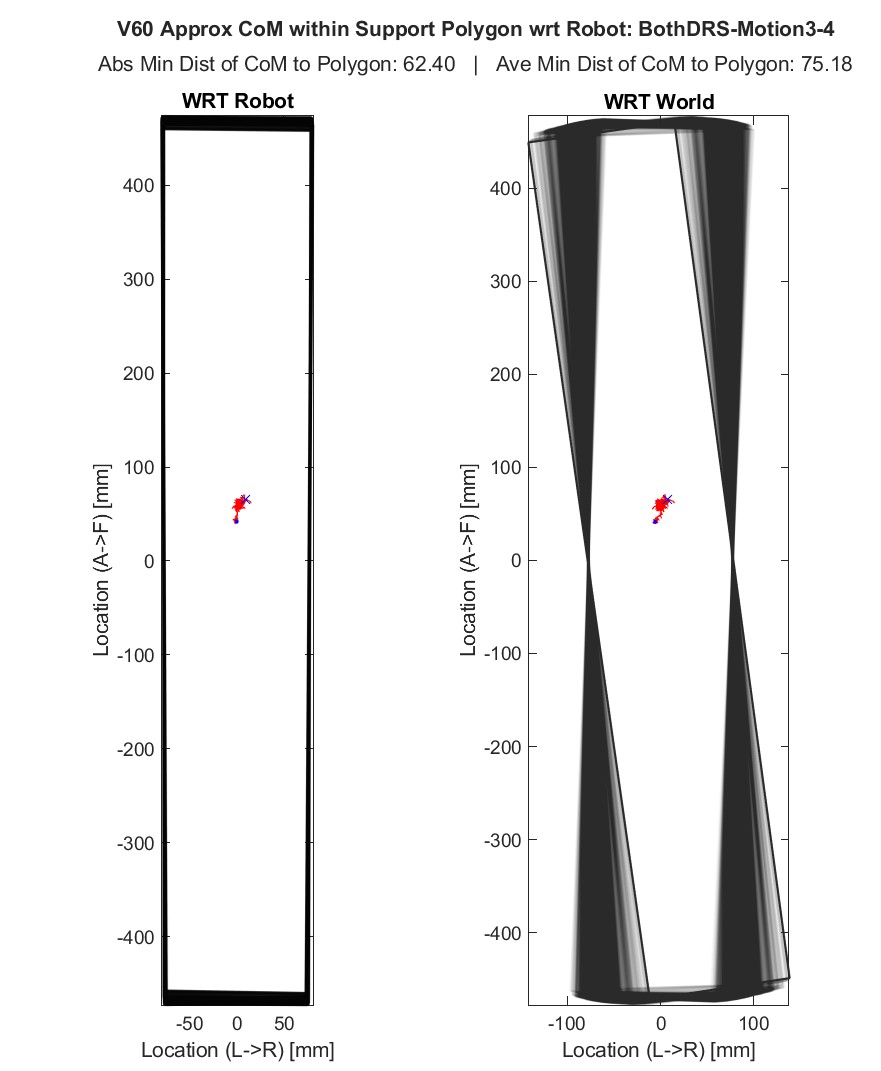 V60 Approx CoM within Support Polygon wrt Robot: BothDRS-Motion3-4
Abs Min Dist of CoM to Polygon: 62.40 | Ave Min Dist of CoM to Polygon: 75.18
WRT Robot
400
300
200
100
0
-100
-200
-300
-400
-50 0 50
Location (A->F) [mm]
Location (L->R) [mm]
WRT World
400
300
200
100
0
-100
-200
-300
-400
-100 0 100
Location (A->F) [mm]
Location (L->R) [mm]